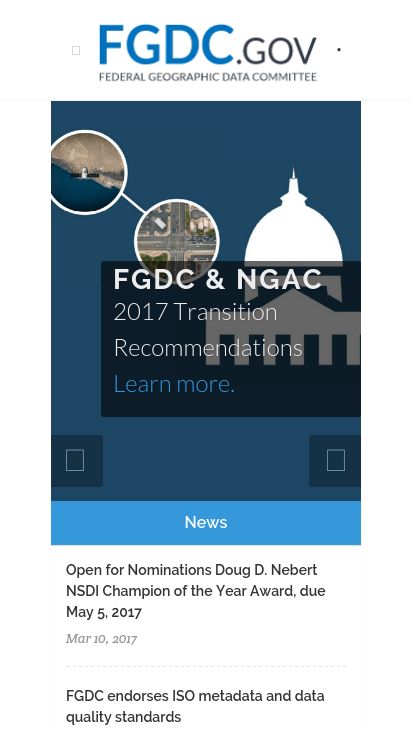 FGDC.GOV
FEDERAL GEOGRAPHIC DATA COMMITTEE
FGDC & NGAC
2017 Transition
Recommendations
Learn more.
News
Open for Nominations Doug D. Nebert
NSDI Champion of the Year Award, due
May 5, 2017
Mar 10, 2017
FGDC endorses ISO metadata and data
quality standards